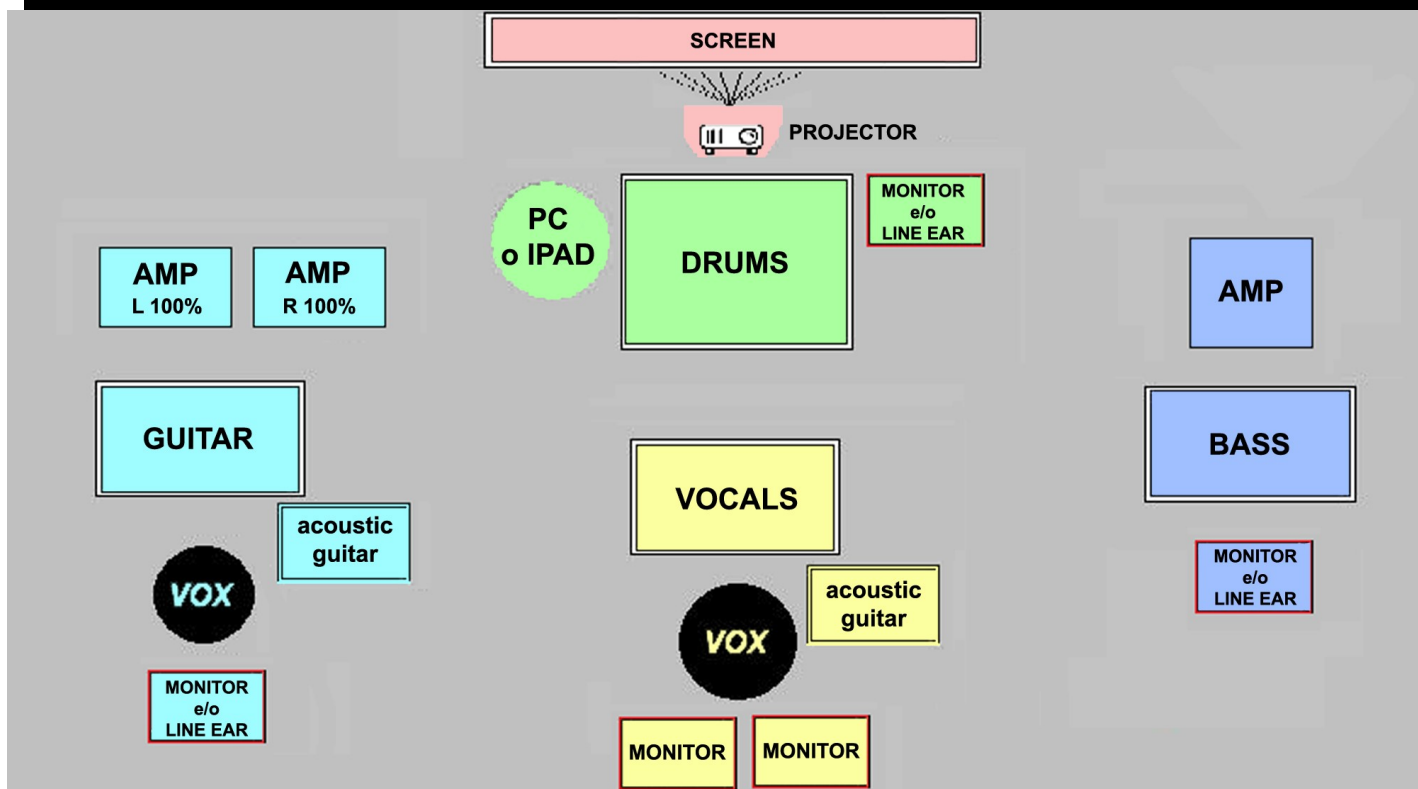 SCREEN
PROJECTOR
PC
o IPAD
DRUMS
MONITOR
e/o
LINE EAR
AMP
L 100%
AMP
R 100%
AMP
GUITAR
acoustic
guitar
VOX
MONITOR
e/o
LINE EAR
VOCALS
acoustic
guitar
VOX
MONITOR
MONITOR
BASS
MONITOR
e/o
LINE EAR